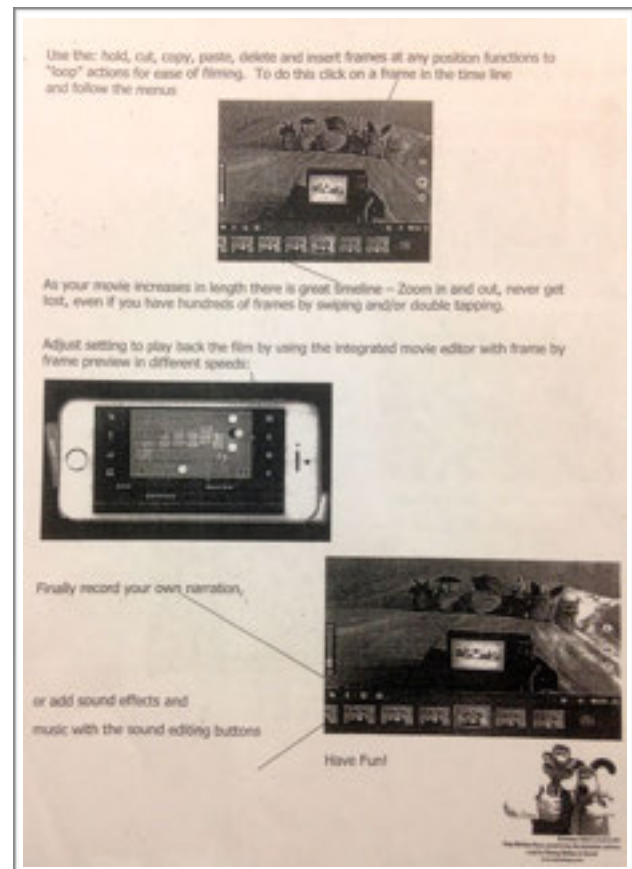 Use the: hold, cut, copy, paste, delete and insert frames at any position functions to
"loop" actions for ease of filming. To do this click on a frame in the time line
and follow the menus
As your movie increases in length there is great timeline – Zoom in and out, never get
lost, even if you have hundreds of frames by swiping and/or double tapping.
Adjust setting to play back the film by using the integrated movie editor with frame by
frame preview in different speeds:
Finally record your own narration,
or add sound effects and
music with the sound editing buttons
Have Fun!